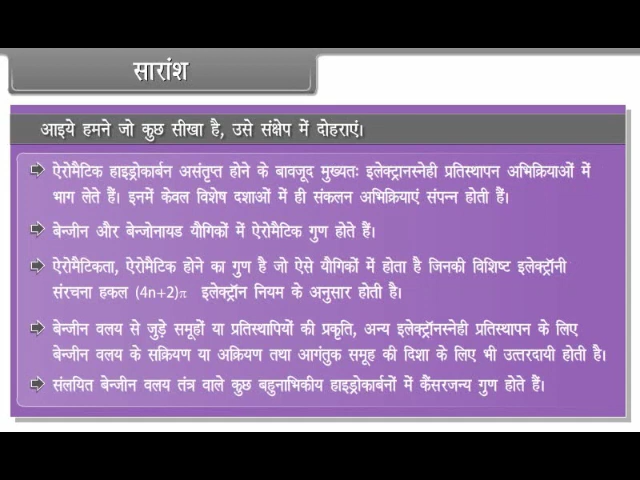 सारांश
आइये हमने जो कुछ सीखा है, उसे संक्षेप में दोहराएं।
ऐरोमैटिक हाइड्रोकार्बन असंतृप्त होने के बावजूद मुख्यतः इलेक्ट्रानस्नेही प्रतिस्थापन अभिक्रियाओं में
भाग लेते हैं। इनमें केवल विशेष दशाओं में ही संकलन अभिक्रियाएं संपन्न होती हैं।
बेन्जीन और बेन्जोनायड यौगिकों में ऐरोमैटिक गुण होते हैं।
ऐरोमैटिकता, ऐरोमैटिक होने का गुण है जो ऐसे यौगिकों में होता है जिनकी विशिष्ट इलेक्ट्रॉनी
संरचना हकल (4n+2)π इलेक्ट्रॉन नियम के अनुसार होती है।
बेन्जीन वलय से जुड़े समूहों या प्रतिस्थापियों की प्रकृति, अन्य इलेक्ट्रॉनस्नेही प्रतिस्थापन के लिए
बेन्जीन वलय के सक्रियण या अक्रियण तथा आगंतुक समूह की दिशा के लिए भी उत्तरदायी होती है।
संलयित बेन्जीन वलय तंत्र वाले कुछ बहुनाभिकीय हाइड्रोकार्बनों में कैंसरजन्य गुण होते हैं।